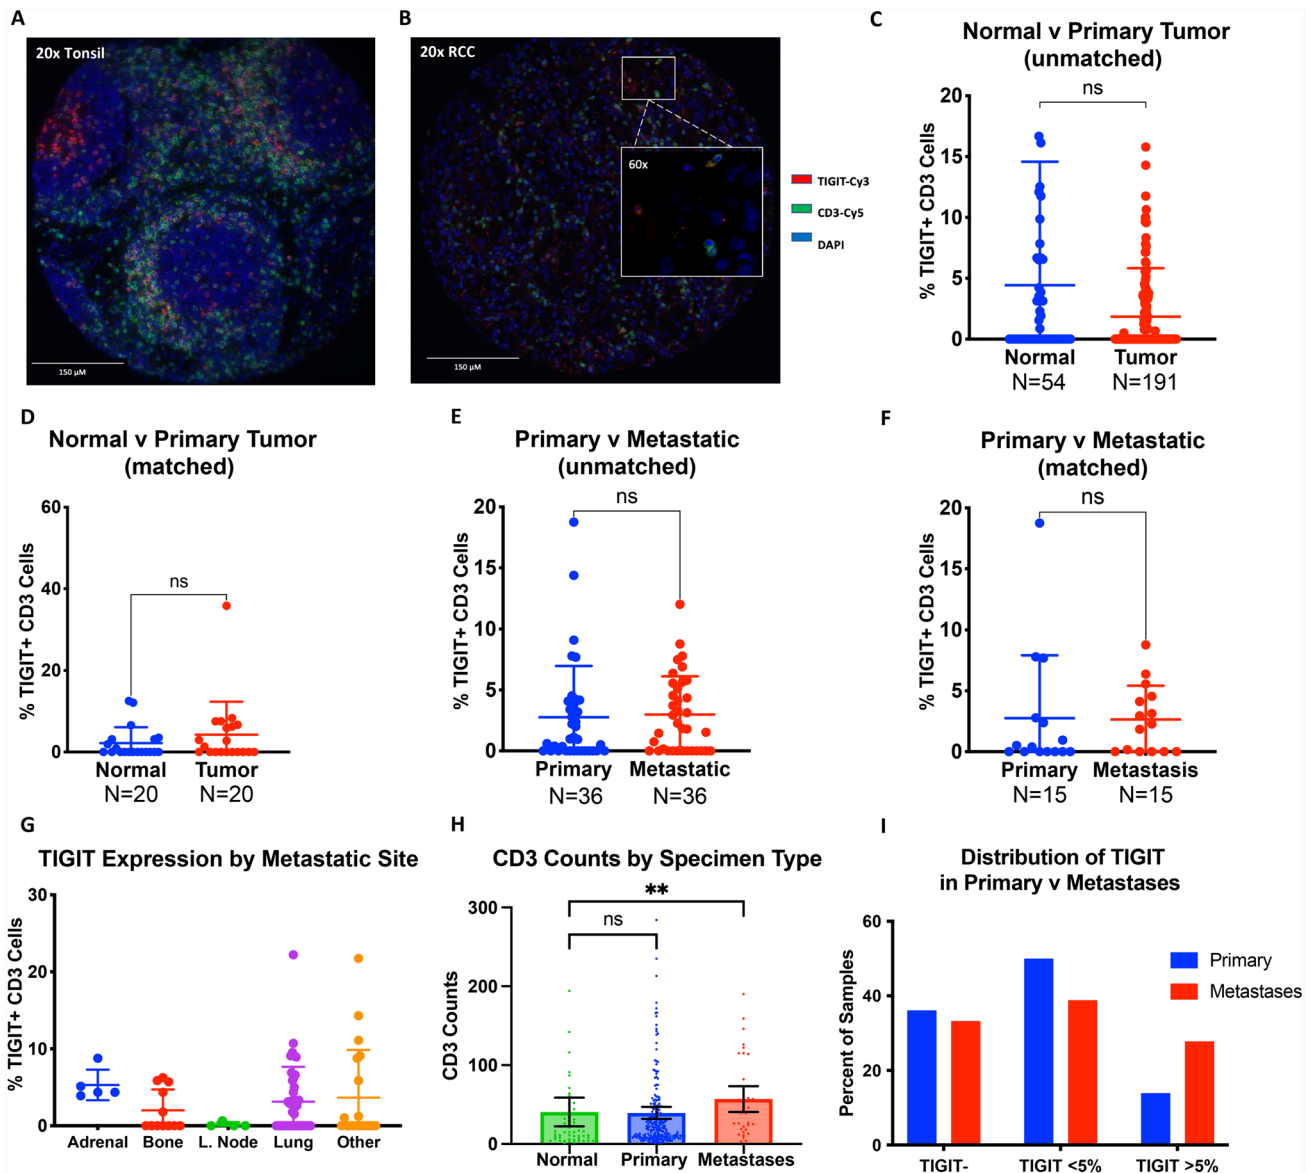 A
20x Tonsil
150 μM
B
20x RCC
60x
150 μM
TIGIT-Cy3
CD3-Cy5
DAPI
C
Normal v Primary Tumor
(unmatched)
ns
% TIGIT+ CD3 Cells
20
15
10
5
0
Normal Tumor
N=54 N=191
D
Normal v Primary Tumor
(matched)
ns
% TIGIT+ CD3 Cells
60
40
20
0
Normal Tumor
N=20 N=20
E
Primary v Metastatic
(unmatched)
ns
% TIGIT+ CD3 Cells
20
15
10
5
0
Primary Metastatic
N=36 N=36
F
Primary v Metastatic
(matched)
ns
% TIGIT+ CD3 Cells
20
15
10
5
0
Primary Metastasis
N=15 N=15
G
TIGIT Expression by Metastatic Site
% TIGIT+ CD3 Cells
30
20
10
0
Adrenal Bone L. Node Lung Other
H
CD3 Counts by Specimen Type
**
ns
CD3 Counts
300
200
100
0
Normal Primary Metastases
I
Distribution of TIGIT
in Primary v Metastases
Percent of Samples
60
40
20
0
Primary
Metastases
TIGIT- TIGIT <5% TIGIT >5%